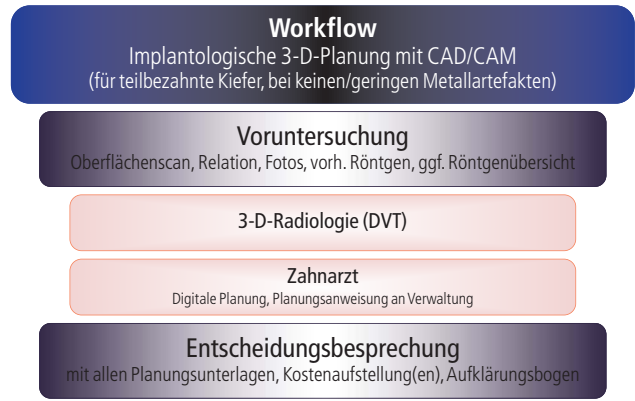 Workflow
Implantologische 3-D-Planung mit CAD/CAM
(für teilbezahnte Kiefer, bei keinen/geringen Metallartefakten)
Voruntersuchung
Oberflächenscan, Relation, Fotos, vorh. Röntgen, ggf. Röntgenübersicht
3-D-Radiologie (DVT)
Zahnarzt
Digitale Planung, Planungsanweisung an Verwaltung
Entscheidungsbesprechung
mit allen Planungsunterlagen, Kostenaufstellung(en), Aufklärungsbogen